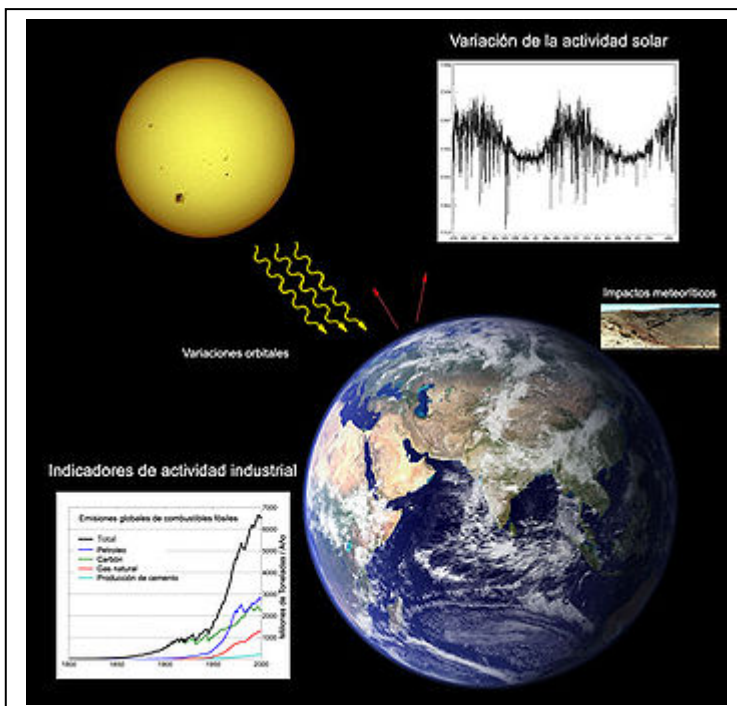 Variación de la actividad solar
Impactos meteoríticos
Variaciones orbitales
Indicadores de actividad industrial
Emisiones globales de combustibles fósiles
Total
Petroleo
Carbón
Gas natural
Producción de cemento
7000
6000
5000
4000
3000
2000
1000
Millones de Toneladas / Año
1800
1850
1900
1950
2000